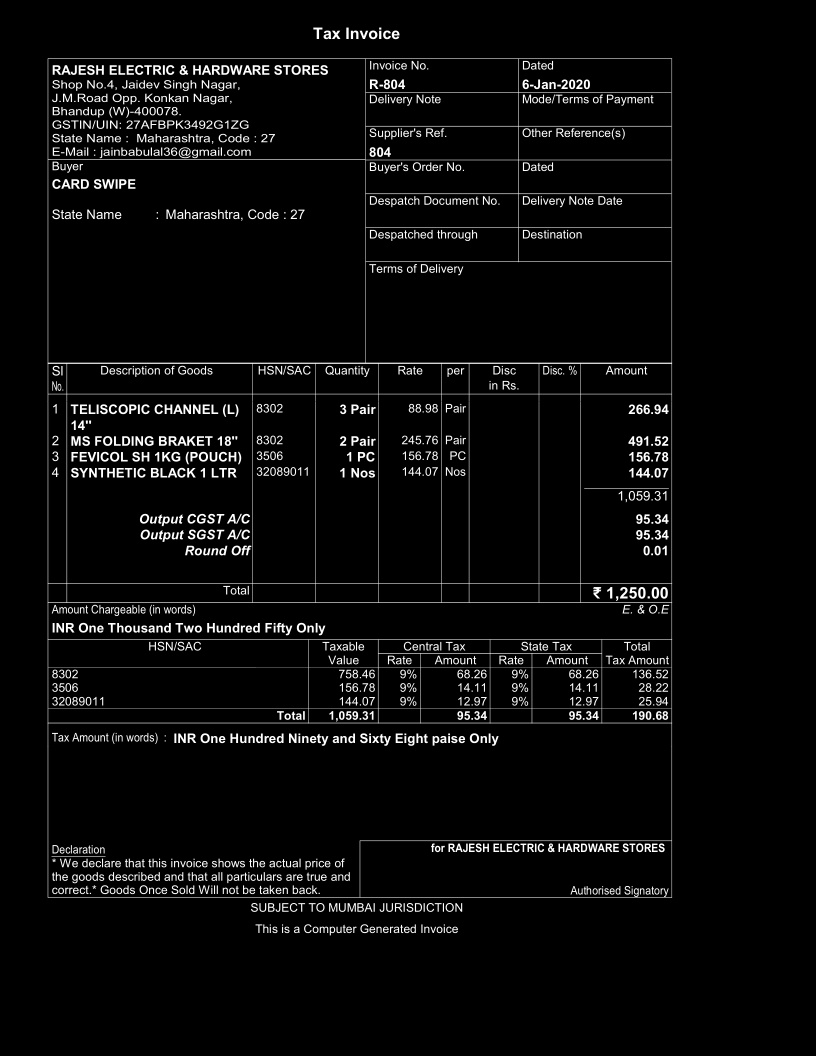 Tax Invoice
RAJESH ELECTRIC & HARDWARE STORES
Shop No.4, Jaidev Singh Nagar,
J.M.Road Opp. Konkan Nagar,
Bhandup (W)-400078.
GSTIN/UIN: 27AFBPK3492G1ZG
State Name : Maharashtra, Code : 27
E-Mail : jainbabulal36@gmail.com
Buyer
CARD SWIPE
State Name : Maharashtra, Code : 27
Invoice No. Dated
R-804 6-Jan-2020
Delivery Note Mode/Terms of Payment
Supplier's Ref. Other Reference(s)
804
Buyer's Order No. Dated
Despatch Document No. Delivery Note Date
Despatched through Destination
Terms of Delivery
Sl Description of Goods HSN/SAC Quantity Rate per Disc Disc. % Amount
No. in Rs.
1 TELISCOPIC CHANNEL (L) 8302 3 Pair 88.98 Pair 266.94
14"
2 MS FOLDING BRAKET 18" 8302 2 Pair 245.76 Pair 491.52
3 FEVICOL SH 1KG (POUCH) 3506 1 PC 156.78 PC 156.78
4 SYNTHETIC BLACK 1 LTR 32089011 1 Nos 144.07 Nos 144.07
1,059.31
Output CGST A/C 95.34
Output SGST A/C 95.34
Round Off 0.01
Total ₹ 1,250.00
Amount Chargeable (in words) E. & O.E
INR One Thousand Two Hundred Fifty Only
HSN/SAC Taxable Central Tax State Tax Total
Value Rate Amount Rate Amount Tax Amount
8302 758.46 9% 68.26 9% 68.26 136.52
3506 156.78 9% 14.11 9% 14.11 28.22
32089011 144.07 9% 12.97 9% 12.97 25.94
Total 1,059.31 95.34 95.34 190.68
Tax Amount (in words) : INR One Hundred Ninety and Sixty Eight paise Only
Declaration
* We declare that this invoice shows the actual price of
the goods described and that all particulars are true and
correct.* Goods Once Sold Will not be taken back.
for RAJESH ELECTRIC & HARDWARE STORES
Authorised Signatory
SUBJECT TO MUMBAI JURISDICTION
This is a Computer Generated Invoice